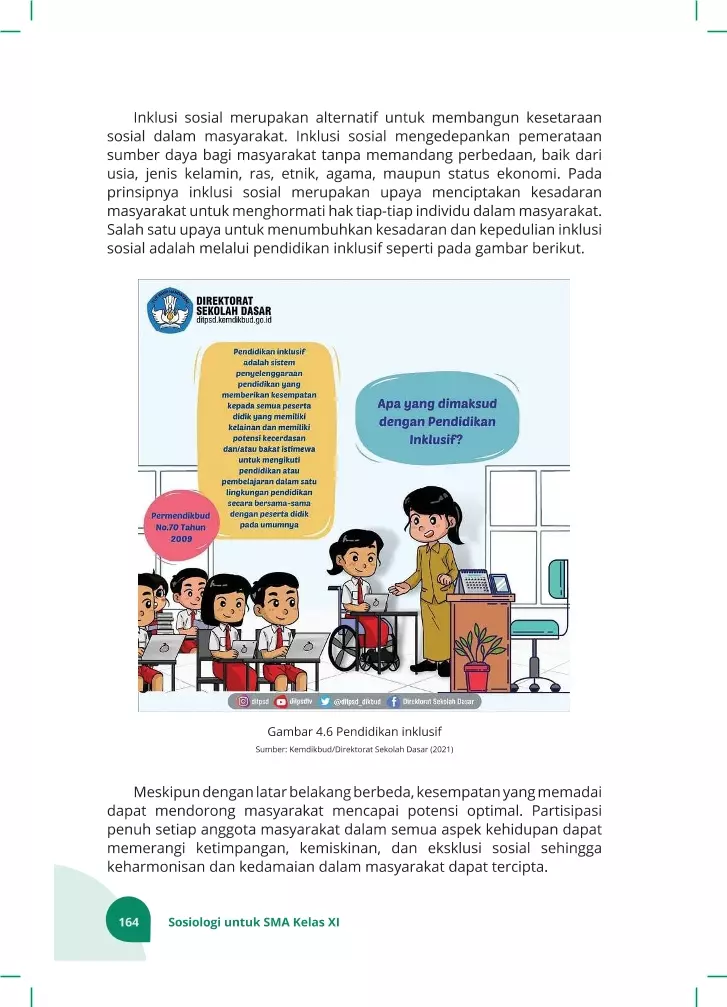 Inklusi sosial merupakan alternatif untuk membangun kesetaraan
sosial dalam masyarakat. Inklusi sosial mengedepankan pemerataan
sumber daya bagi masyarakat tanpa memandang perbedaan, baik dari
usia, jenis kelamin, ras, etnik, agama, maupun status ekonomi. Pada
prinsipnya inklusi sosial merupakan upaya menciptakan kesadaran
masyarakat untuk menghormati hak tiap-tiap individu dalam masyarakat.
Salah satu upaya untuk menumbuhkan kesadaran dan kepedulian inklusi
sosial adalah melalui pendidikan inklusif seperti pada gambar berikut.
DIREKTORAT
SEKOLAH DASAR
ditpsd.kemdikbud.go.id
Pendidikan inklusif
adalah sistem
penyelenggaraan
pendidikan yang
memberikan kesempatan
kepada semua peserta
didik yang memiliki
kelainan dan memiliki
potensi kecerdasan
dan/atau bakat istimewa
untuk mengikuti
pendidikan atau
pembelajaran dalam satu
lingkungan pendidikan
secara bersama-sama
dengan peserta didik
pada umumnya
Apa yang dimaksud
dengan Pendidikan
Inklusif?
Permendikbud
No.70 Tahun
2009
ditpsd ditpsdtv @ditpsd_dikbud Direktorat Sekolah Dasar
Gambar 4.6 Pendidikan inklusif
Sumber: Kemdikbud/Direktorat Sekolah Dasar (2021)
Meskipun dengan latar belakang berbeda, kesempatan yang memadai
dapat mendorong masyarakat mencapai potensi optimal. Partisipasi
penuh setiap anggota masyarakat dalam semua aspek kehidupan dapat
memerangi ketimpangan, kemiskinan, dan eksklusi sosial sehingga
keharmonisan dan kedamaian dalam masyarakat dapat tercipta.
164 Sosiologi untuk SMA Kelas XI